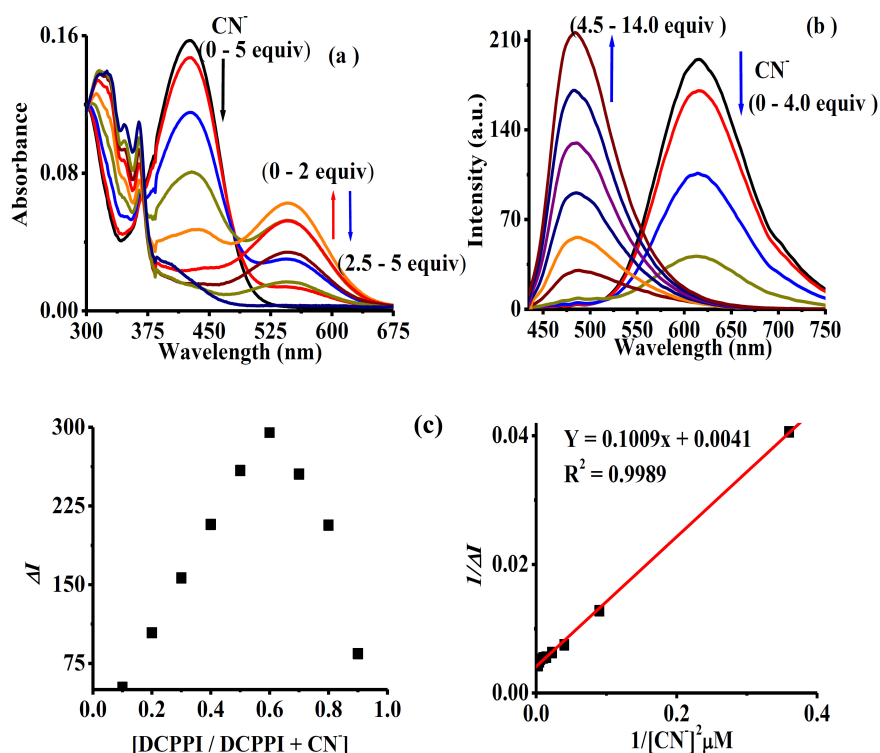 CN⁻
(0 - 5 equiv)
(a )
(0 - 2 equiv)
(2.5 - 5 equiv)
0.16
0.08
0.00
Absorbance
300 375 450 525 600 675
Wavelength (nm)
(4.5 - 14.0 equiv)
(b )
CN⁻
(0 - 4.0 equiv )
210
140
70
0
Intensity (a.u.)
450 500 550 600 650 700 750
Wavelength (nm)
(c)
300
225
150
75
ΔI
0.0 0.2 0.4 0.6 0.8 1.0
[DCPPI / DCPPI + CN⁻]
Y = 0.1009x + 0.0041
R² = 0.9989
0.04
0.02
0.00
1/ΔI
0.0 0.2 0.4
1/[CN⁻]²μM